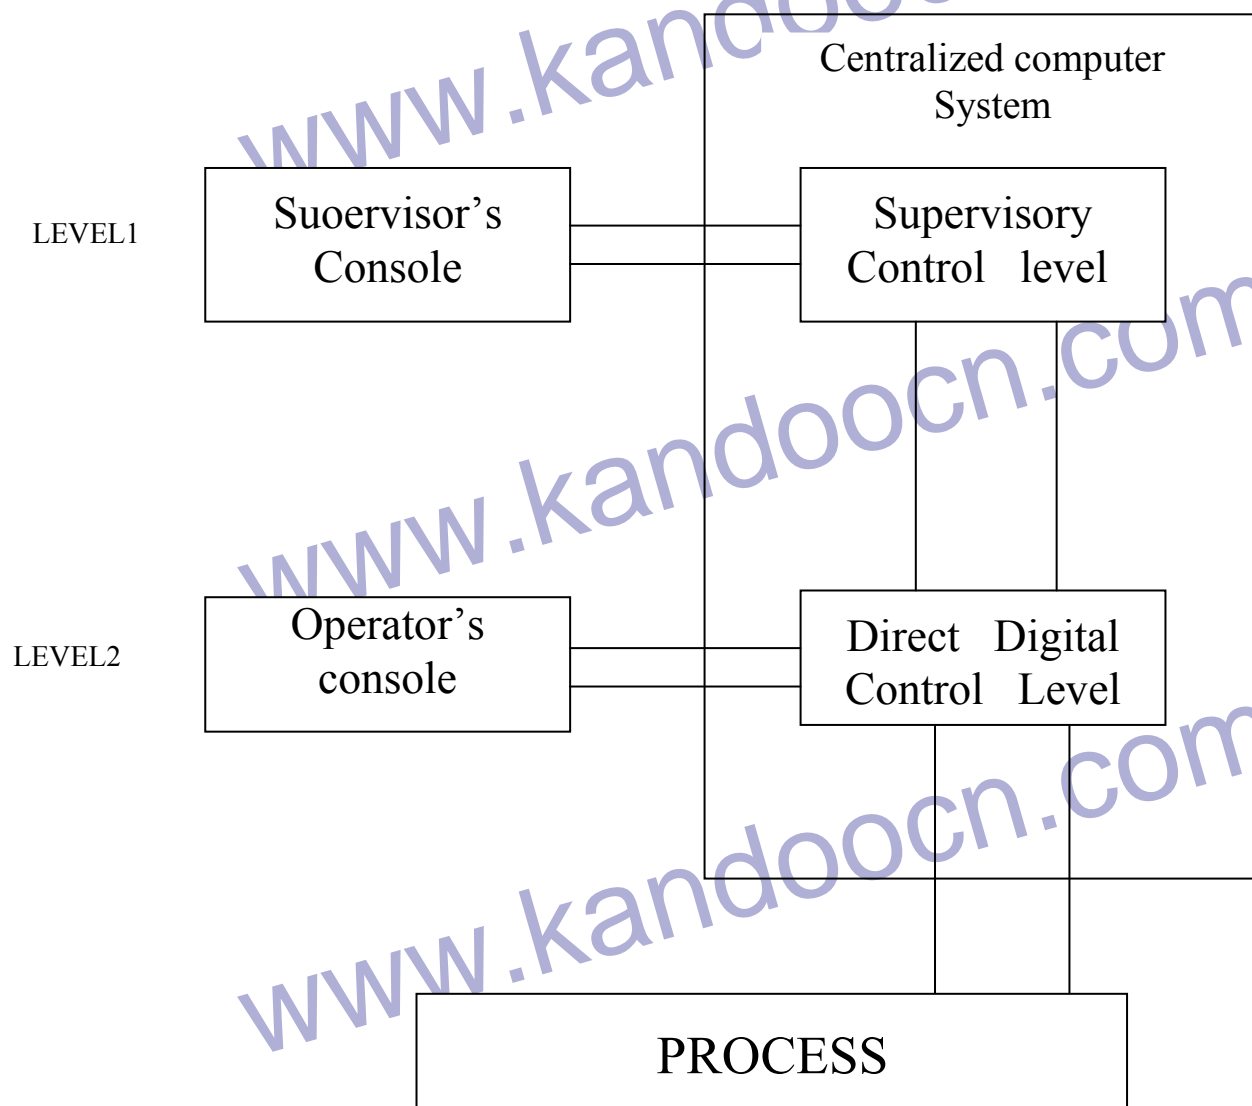 www.kandoocn.com
Centralized computer
System
LEVEL1
Suoervisor’s
Console
Supervisory
Control level
www.kandoocn.com
LEVEL2
Operator’s
console
Direct Digital
Control Level
www.kandoocn.com
PROCESS